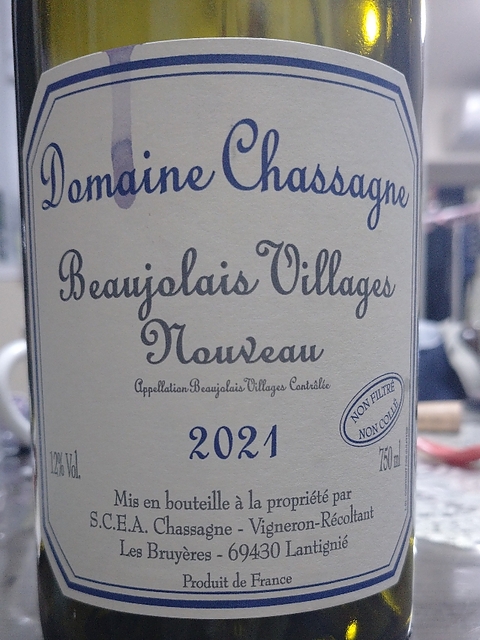 Domaine Chassagne
Beaujolais Villages
Nouveau
Appellation Beaujolais Villages Contrôlée
NON FILTRÉ
NON COLLÉ
2021
12% Vol.
750 ml
Mis en bouteille à la propriété par
S.C.E.A. Chassagne - Vigneron-Récoltant
Les Bruyères - 69430 Lantignié
Produit de France